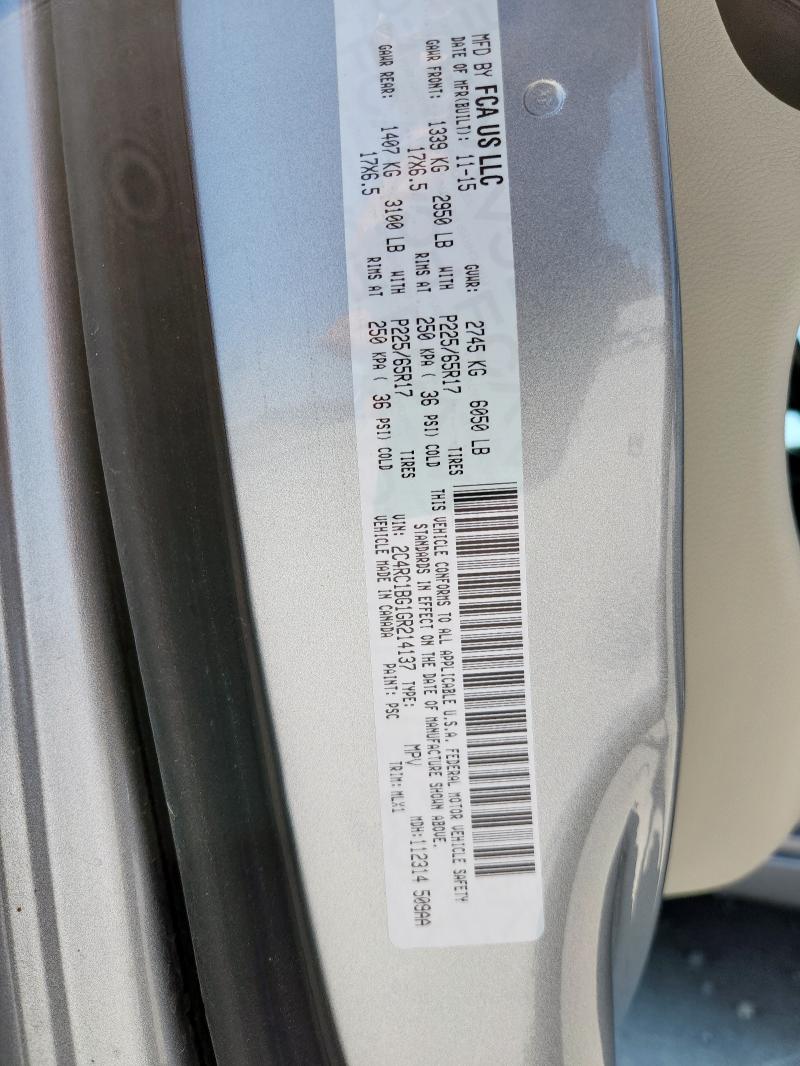 MFD BY FCA US LLC
DATE OF MFR(BUILT): 11-15 GVWR: 2745 KG 6050 LB
GAWR FRONT: 1339 KG 2950 LB WITH P225/65R17 TIRES
17X6.5 RIMS AT 250 KPA ( 36 PSI) COLD
GAWR REAR: 1407 KG 3100 LB WITH P225/65R17 TIRES
17X6.5 RIMS AT 250 KPA ( 36 PSI) COLD
THIS VEHICLE CONFORMS TO ALL APPLICABLE U.S.A. FEDERAL MOTOR VEHICLE SAFETY
STANDARDS IN EFFECT ON THE DATE OF MANUFACTURE SHOWN ABOVE.
VIN: 2C4RC1BG1GR214137 TYPE: MPV MDH:112314 509AA
VEHICLE MADE IN CANADA PAINT: PSC TRIM:MLX1